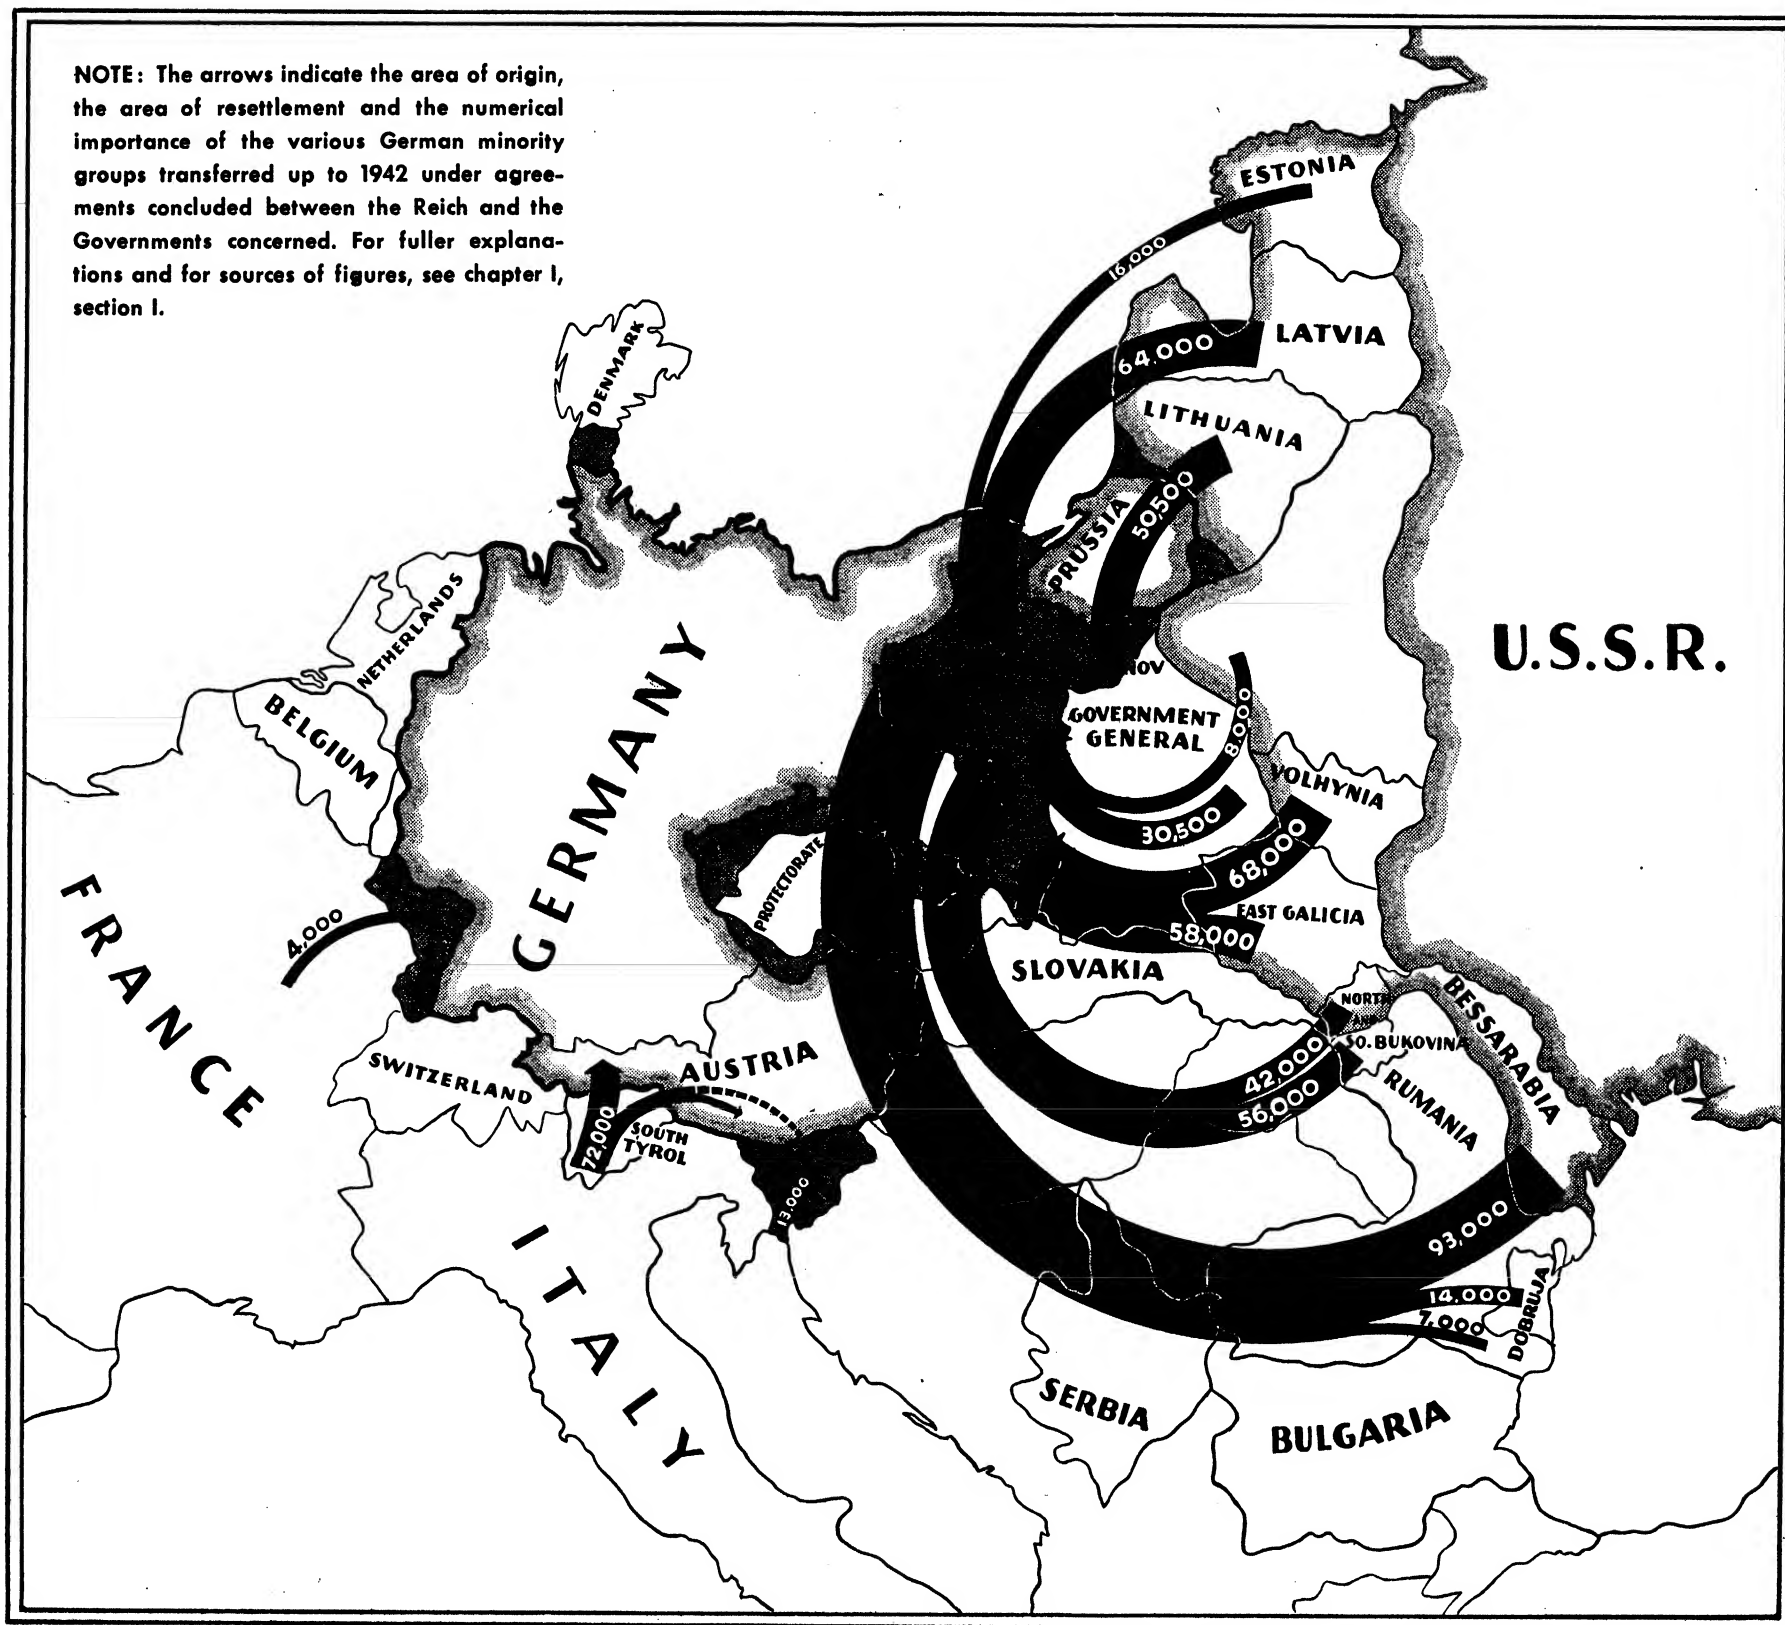 NOTE: The arrows indicate the area of origin,
the area of resettlement and the numerical
importance of the various German minority
groups transferred up to 1942 under agree-
ments concluded between the Reich and the
Governments concerned. For fuller explana-
tions and for sources of figures, see chapter I,
section I.
ESTONIA
16,000
LATVIA
64,000
LITHUANIA
50,500
PRUSSIA
DENMARK
NETHERLANDS
BELGIUM
GERMANY
U.S.S.R.
GOVERNMENT
GENERAL
8.000
VOLHYNIA
30,500
68,000
EAST GALICIA
58,000
PROTECTORATE
SLOVAKIA
FRANCE
4,000
SWITZERLAND
AUSTRIA
72,000
SOUTH
TYROL
13.000
NORTH
SO. BUKOVINA
42,000
56,000
BESSARABIA
RUMANIA
93,000
14,000
7,000
DOBRUJA
ITALY
SERBIA
BULGARIA